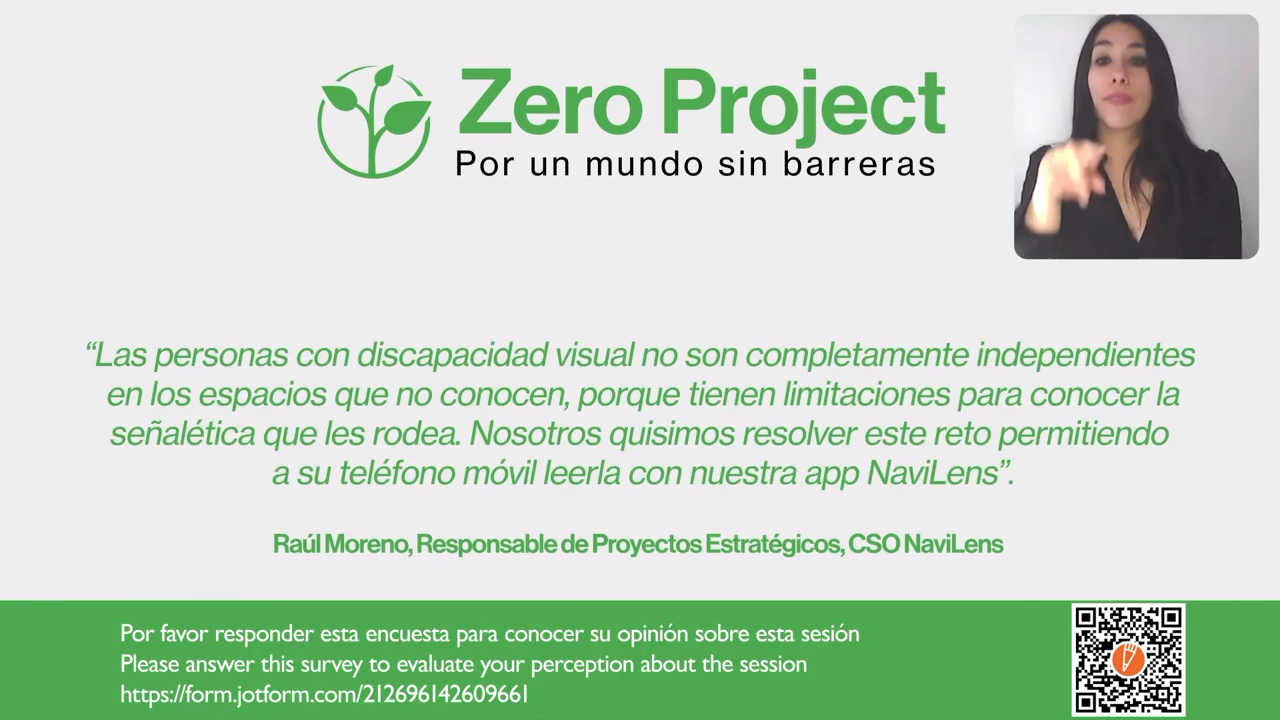 Zero Project
Por un mundo sin barreras
“Las personas con discapacidad visual no son completamente independientes
en los espacios que no conocen, porque tienen limitaciones para conocer la
señalética que les rodea. Nosotros quisimos resolver este reto permitiendo
a su teléfono móvil leerla con nuestra app NaviLens”.
Raúl Moreno, Responsable de Proyectos Estratégicos, CSO NaviLens
Por favor responder esta encuesta para conocer su opinión sobre esta sesión
Please answer this survey to evaluate your perception about the session
https://form.jotform.com/212696142609661